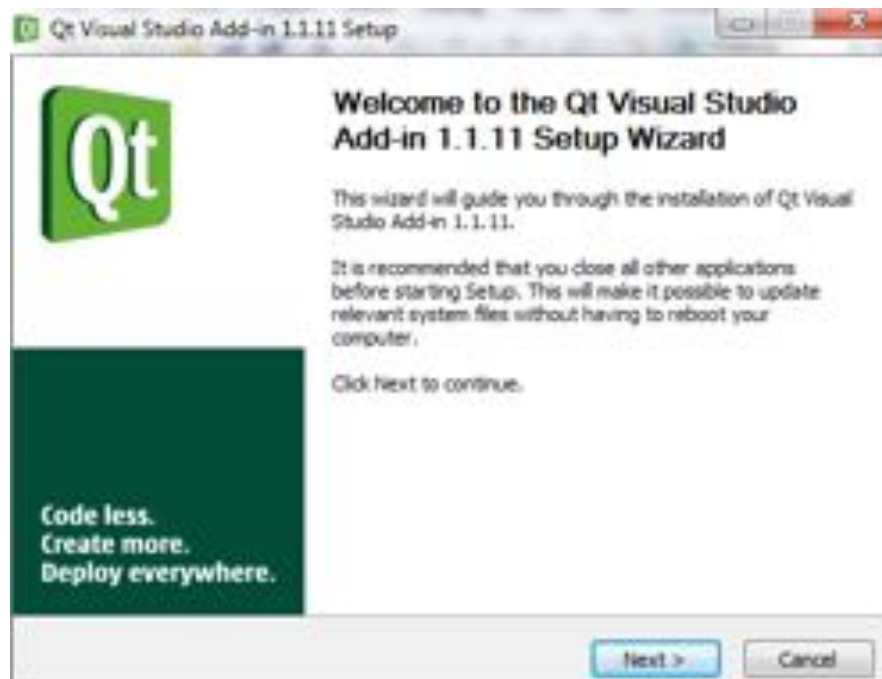 Qt Visual Studio Add-in 1.1.11 Setup
Qt
Welcome to the Qt Visual Studio
Add-in 1.1.11 Setup Wizard
This wizard will guide you through the installation of Qt Visual
Studio Add-in 1.1.11.
It is recommended that you close all other applications
before starting Setup. This will make it possible to update
relevant system files without having to reboot your
computer.
Click Next to continue.
Code less.
Create more.
Deploy everywhere.
Next >
Cancel